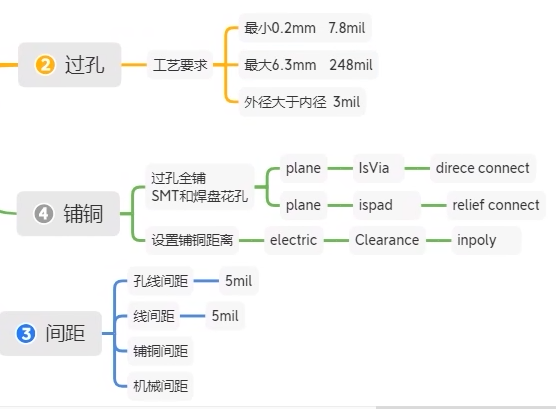 2 过孔
工艺要求
最小0.2mm 7.8mil
最大6.3mm 248mil
外径大于内径 3mil
4 铺铜
过孔全铺
SMT和焊盘花孔
plane IsVia direce connect
plane ispad relief connect
设置铺铜距离 electric Clearance inpoly
3 间距
孔线间距 5mil
线间距 5mil
铺铜间距
机械间距